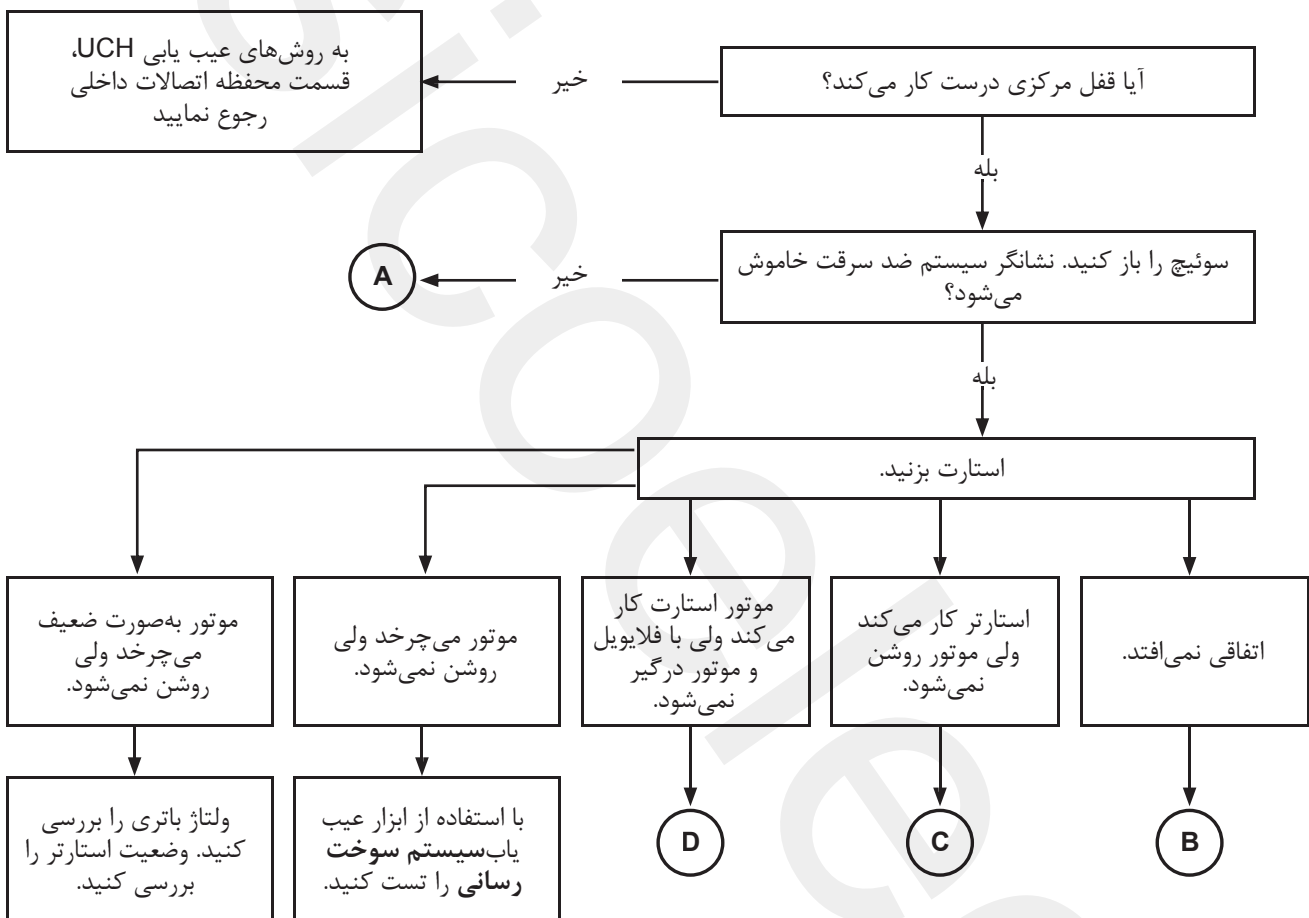 آیا قفل مرکزی درست کار می‌کند؟
خیر
به روش‌های عیب یابی UCH،
قسمت محفظه اتصالات داخلی
رجوع نمایید
بله
سوئیچ را باز کنید. نشانگر سیستم ضد سرقت خاموش
می‌شود؟
خیر
A
بله
استارت بزنید.
اتفاقی نمی‌افتد.
استارتر کار می‌کند
ولی موتور روشن
نمی‌شود.
موتور استارت کار
می‌کند ولی با فلایویل
و موتور درگیر
نمی‌شود.
موتور می‌چرخد ولی
روشن نمی‌شود.
موتور به‌صورت ضعیف
می‌چرخد ولی
روشن نمی‌شود.
B
C
D
با استفاده از ابزار عیب
یاب‌سیستم سوخت
رسانی را تست کنید.
ولتاژ باتری را بررسی
کنید. وضعیت استارتر را
بررسی کنید.